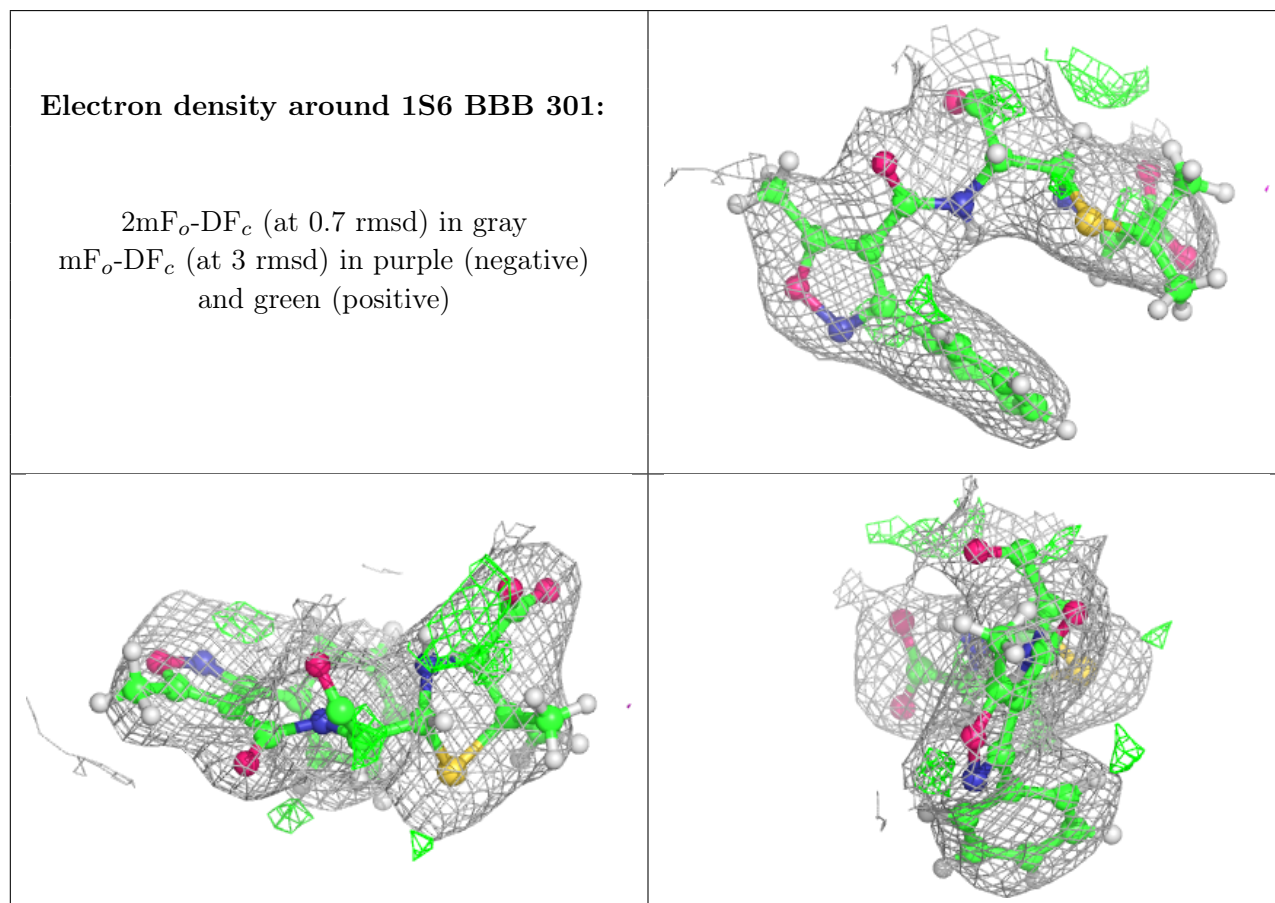 Electron density around 1S6 BBB 301:
2mFo-DFc (at 0.7 rmsd) in gray
mFo-DFc (at 3 rmsd) in purple (negative)
and green (positive)